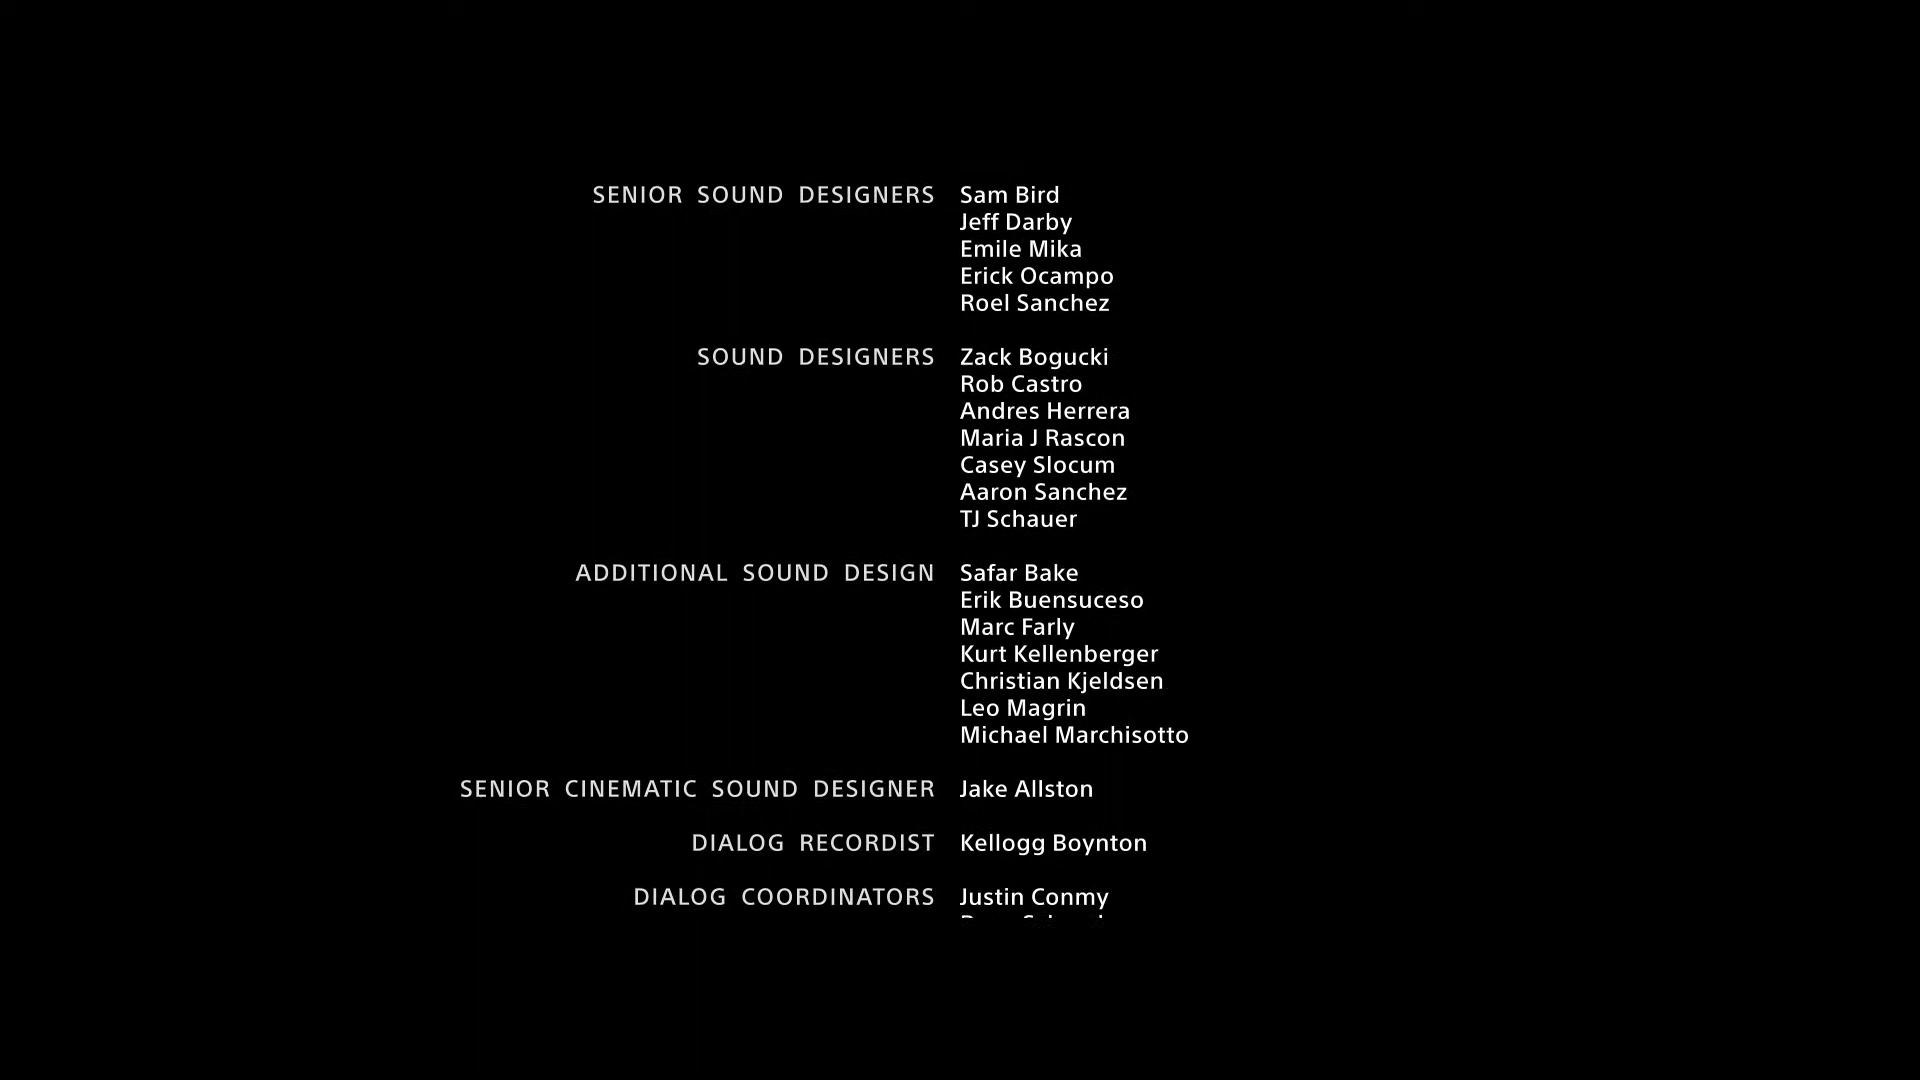 SENIOR SOUND DESIGNERS Sam Bird
Jeff Darby
Emile Mika
Erick Ocampo
Roel Sanchez
SOUND DESIGNERS Zack Bogucki
Rob Castro
Andres Herrera
Maria J Rascon
Casey Slocum
Aaron Sanchez
TJ Schauer
ADDITIONAL SOUND DESIGN Safar Bake
Erik Buensuceso
Marc Farly
Kurt Kellenberger
Christian Kjeldsen
Leo Magrin
Michael Marchisotto
SENIOR CINEMATIC SOUND DESIGNER Jake Allston
DIALOG RECORDIST Kellogg Boynton
DIALOG COORDINATORS Justin Conmy